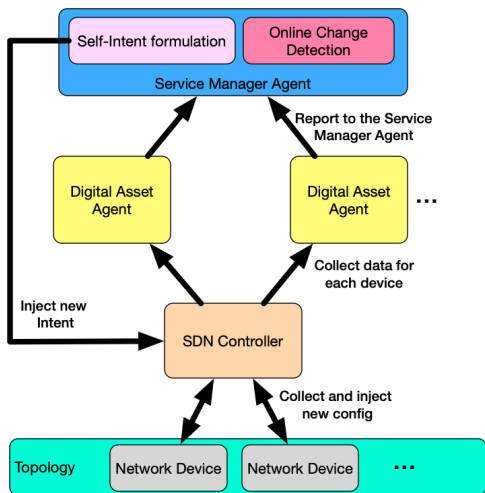 Self-Intent formulation
Online Change
Detection
Service Manager Agent
Report to the Service
Manager Agent
Digital Asset
Agent
Digital Asset
Agent
...
Collect data for
each device
Inject new
Intent
SDN Controller
Collect and inject
new config
Topology
Network Device
Network Device
...